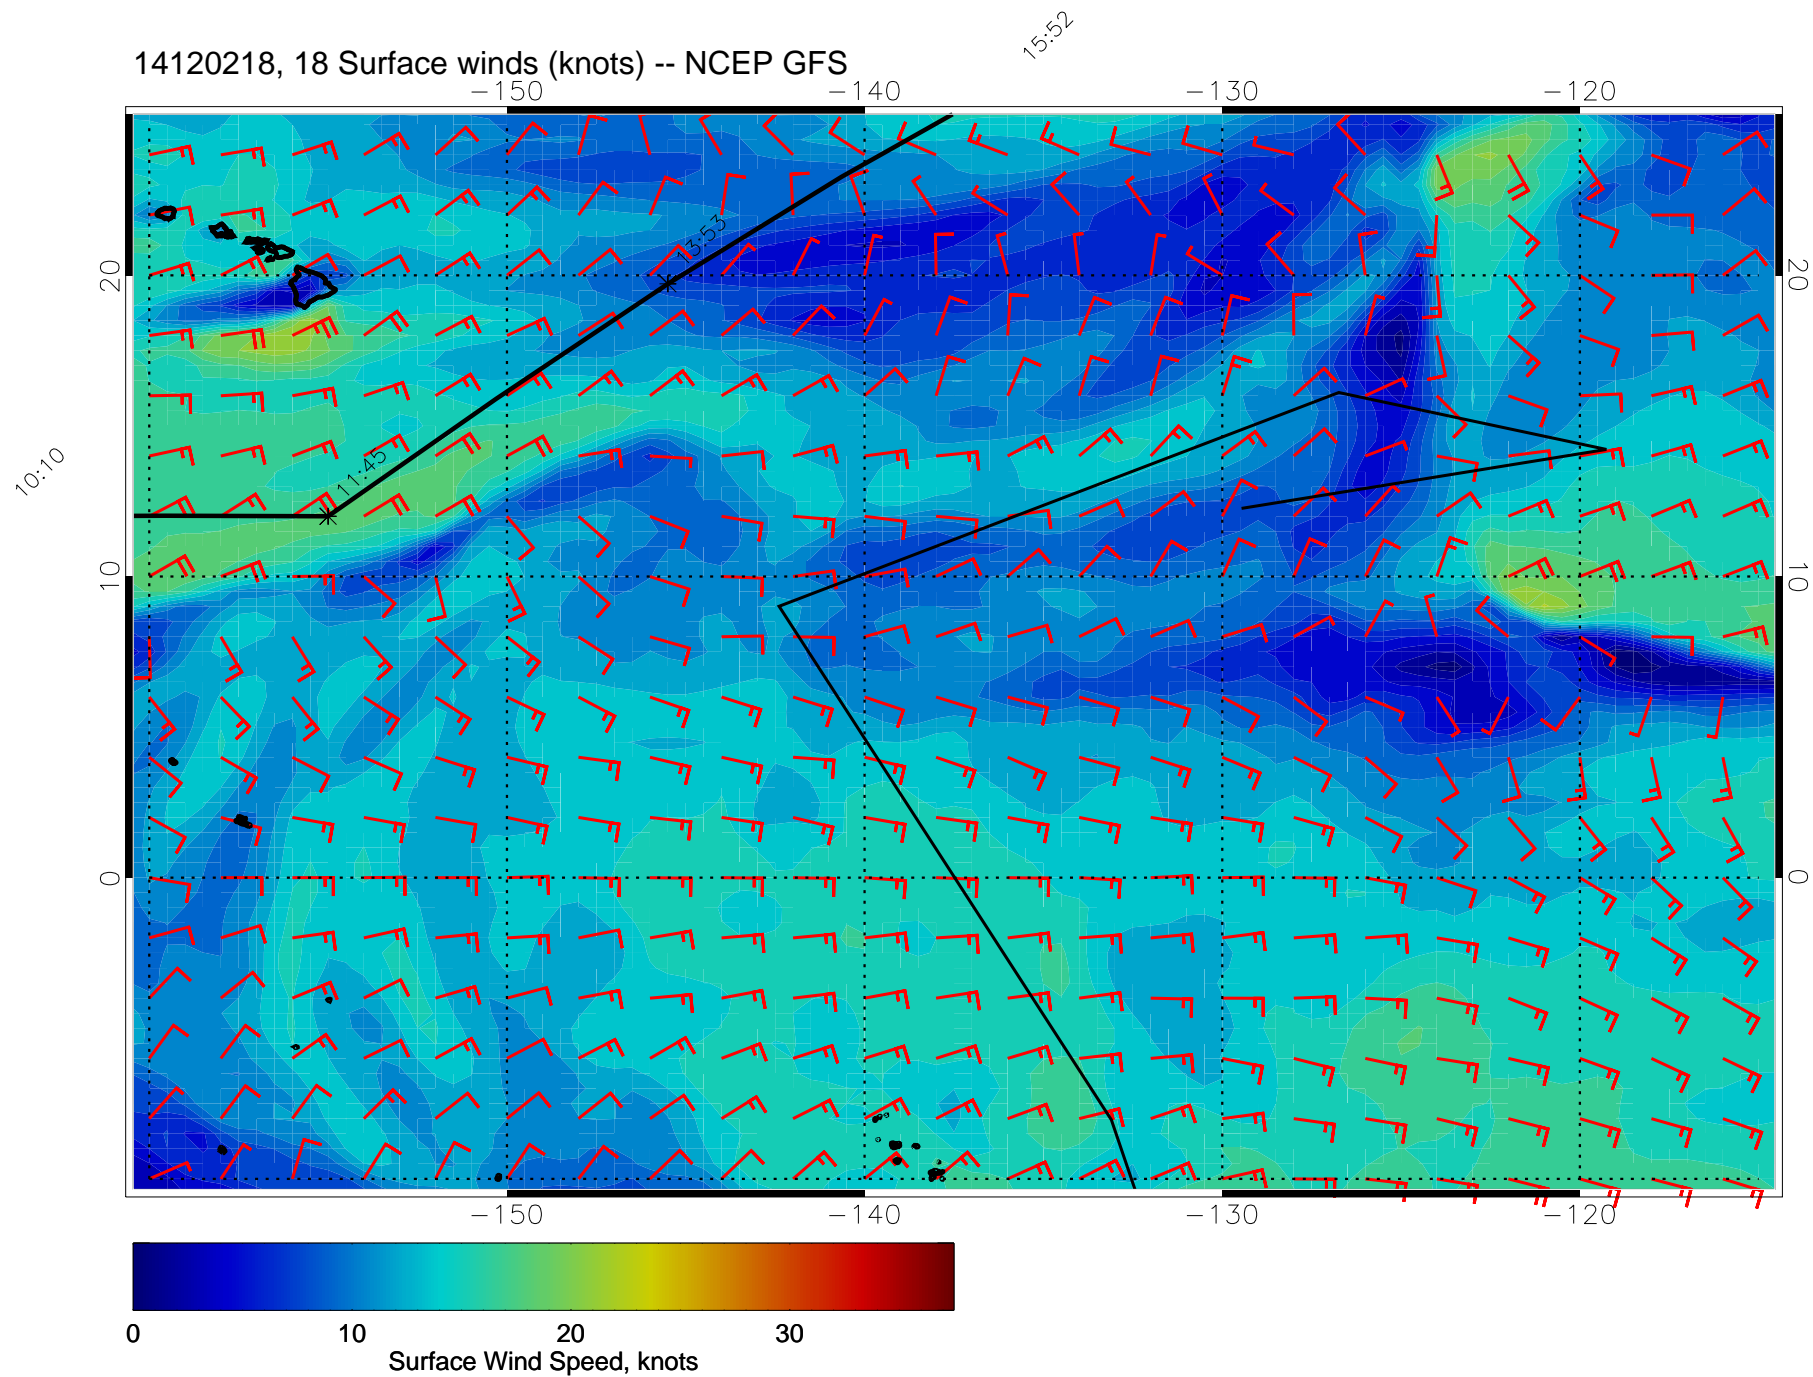 15:52
14120218, 18 Surface winds (knots) -- NCEP GFS
-150 -140 -130 -120
13:53
20 20
10:10
11:45
10 10
0 0
-150 -140 -130 -120
0 10 20 30
Surface Wind Speed, knots